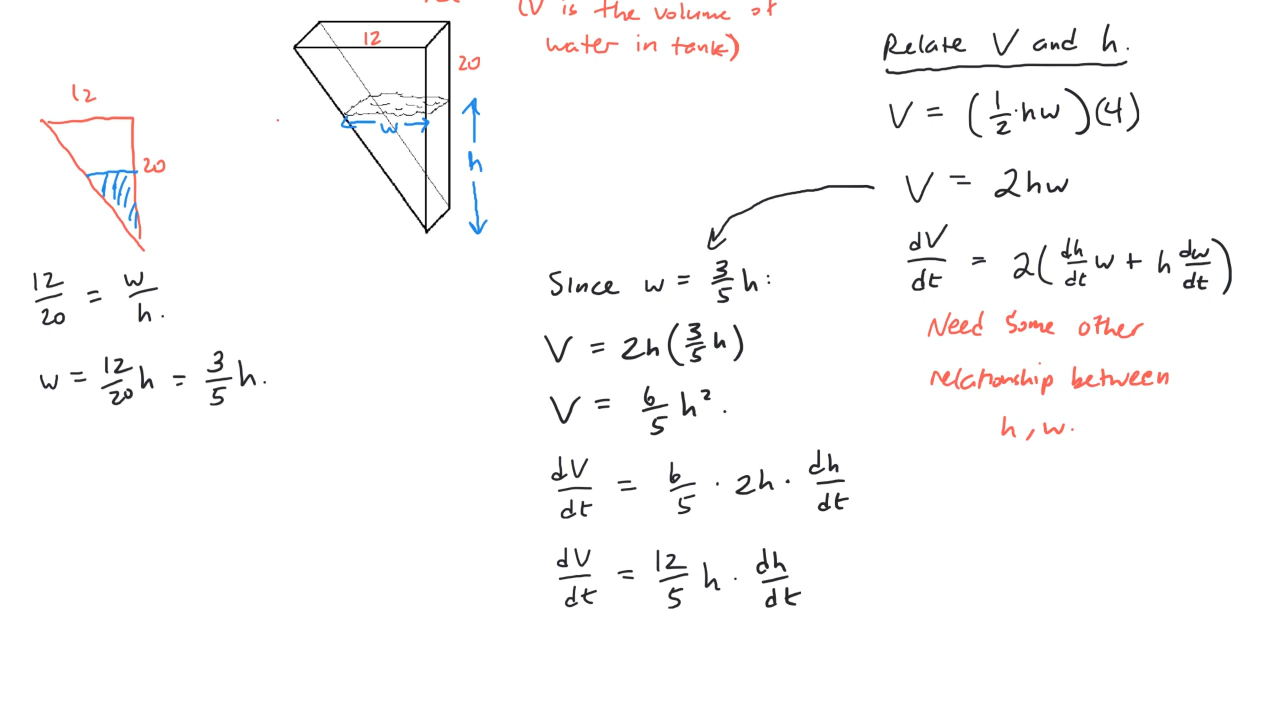 (V is the volume of
water in tank)
12
20
w
h
12
20
12/20 = w/h.
w = 12/20 h = 3/5 h.
Relate V and h.
V = (1/2·hw)(4)
V = 2hw
dV/dt = 2(dh/dt w + h dw/dt)
Need some other
relationship between
h, w.
Since w = 3/5 h:
V = 2h(3/5 h)
V = 6/5 h².
dV/dt = 6/5 · 2h · dh/dt
dV/dt = 12/5 h · dh/dt